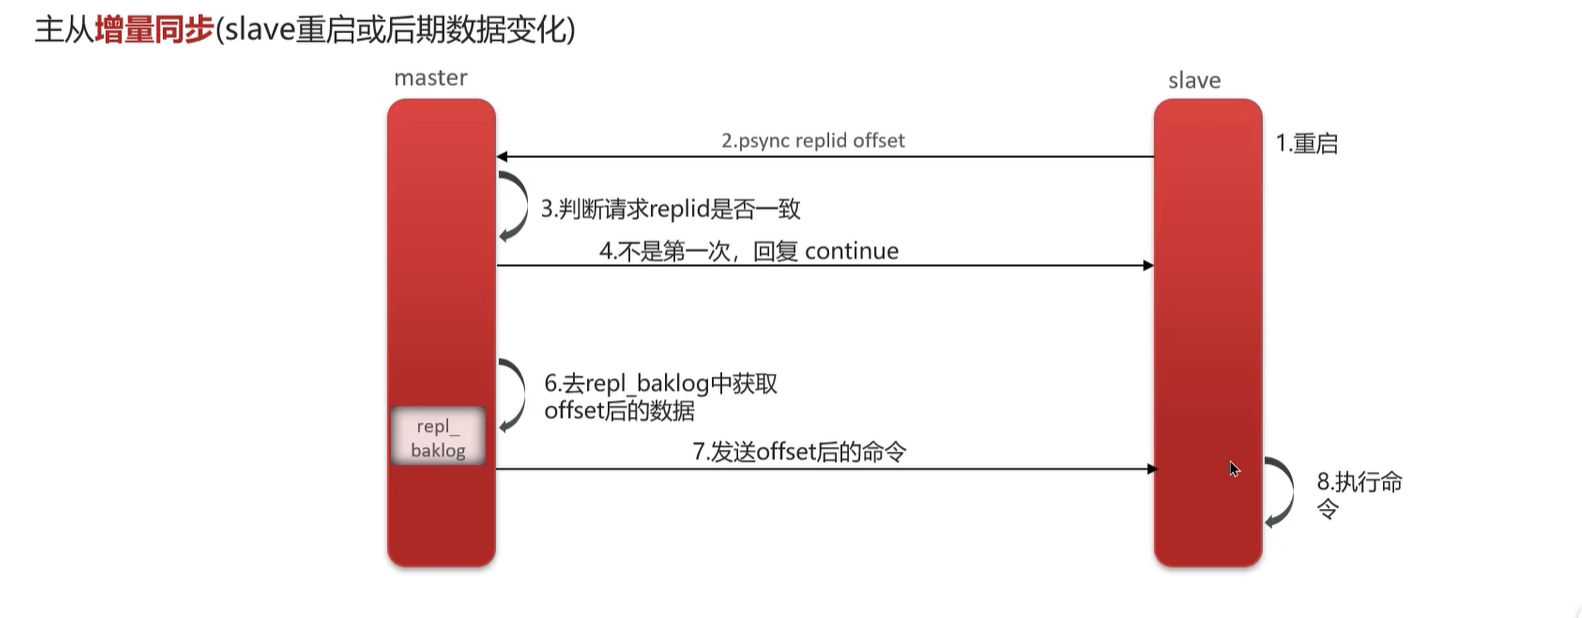 主从增量同步(slave重启或后期数据变化)
master
slave
2.psync replid offset
1.重启
3.判断请求replid是否一致
4.不是第一次，回复 continue
6.去repl_baklog中获取
offset后的数据
repl_
baklog
7.发送offset后的命令
8.执行命
令